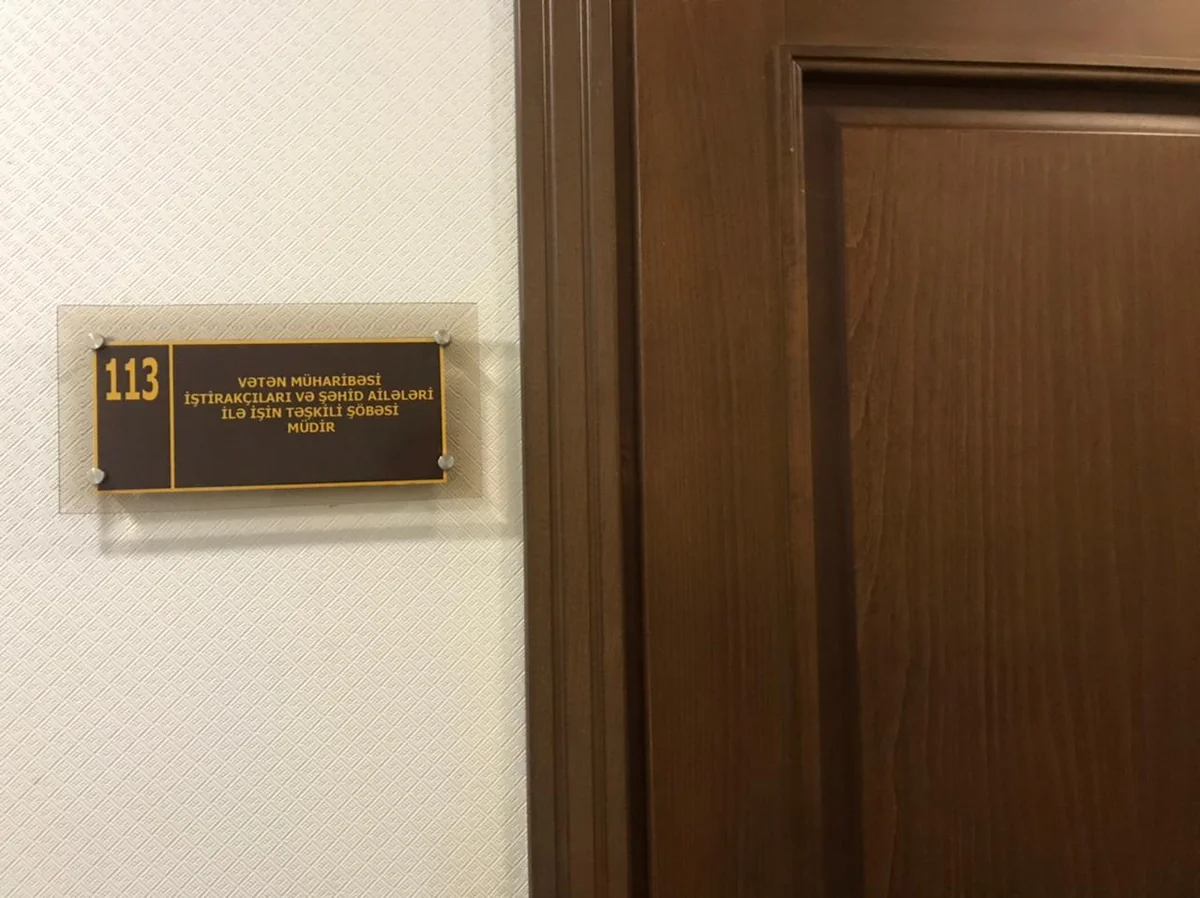 113
VƏTƏN MÜHARİBƏSİ
İŞTİRAKÇILARI VƏ ŞƏHİD AİLƏLƏRİ
İLƏ İŞİN TƏŞKİLİ ŞÖBƏSİ
MÜDİR